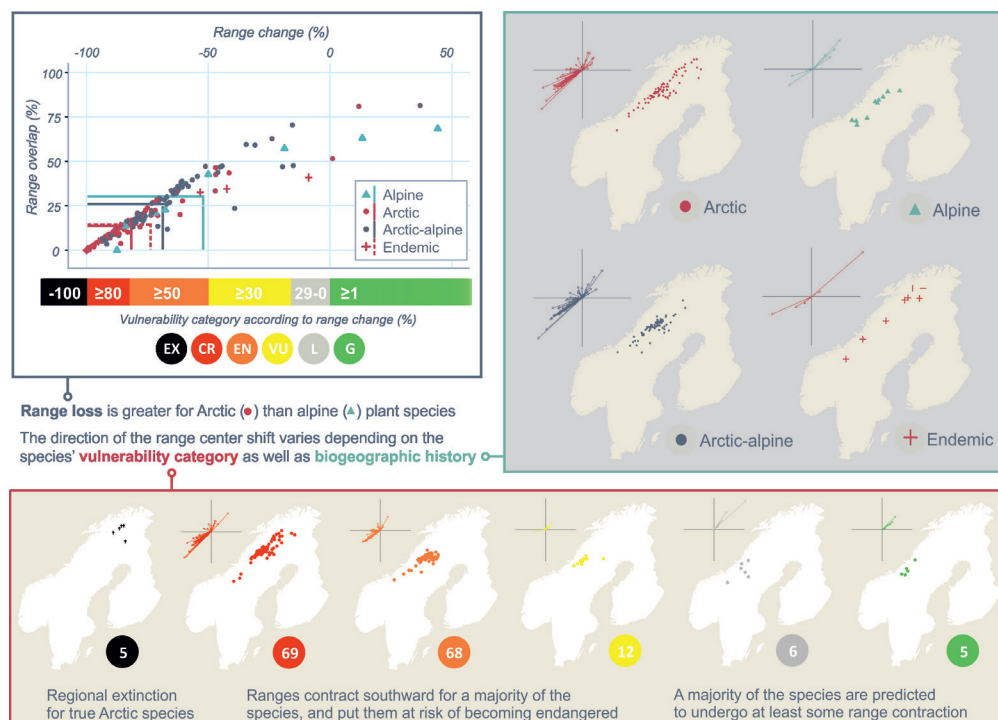 Range change (%)
-100
-50
0
50
Range overlap (%)
100
75
50
25
0
Alpine
Arctic
Arctic-alpine
Endemic
-100
≥80
≥50
≥30
29-0
≥1
Vulnerability category according to range change (%)
EX
CR
EN
VU
L
G
Arctic
Alpine
Arctic-alpine
Endemic
Range loss is greater for Arctic (●) than alpine (▲) plant species
The direction of the range center shift varies depending on the
species' vulnerability category as well as biogeographic history
5
69
68
12
6
5
Regional extinction
for true Arctic species
Ranges contract southward for a majority of the
species, and put them at risk of becoming endangered
A majority of the species are predicted
to undergo at least some range contraction